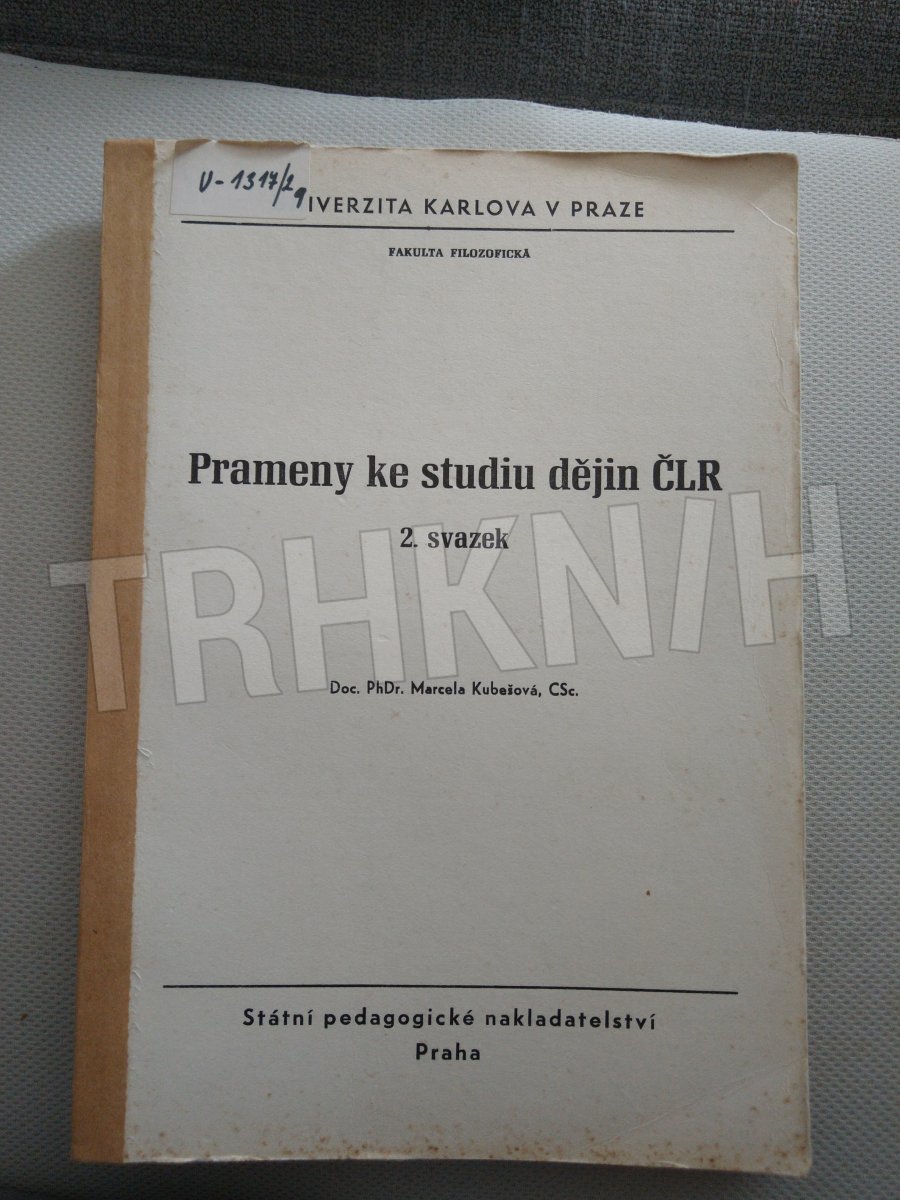 U-1317/2
IVERZITA KARLOVA V PRAZE
FAKULTA FILOZOFICKÁ
Prameny ke studiu dějin ČLR
2. svazek
TRHKNIH
Doc. PhDr. Marcela Kubešová, CSc.
Státní pedagogické nakladatelství
Praha